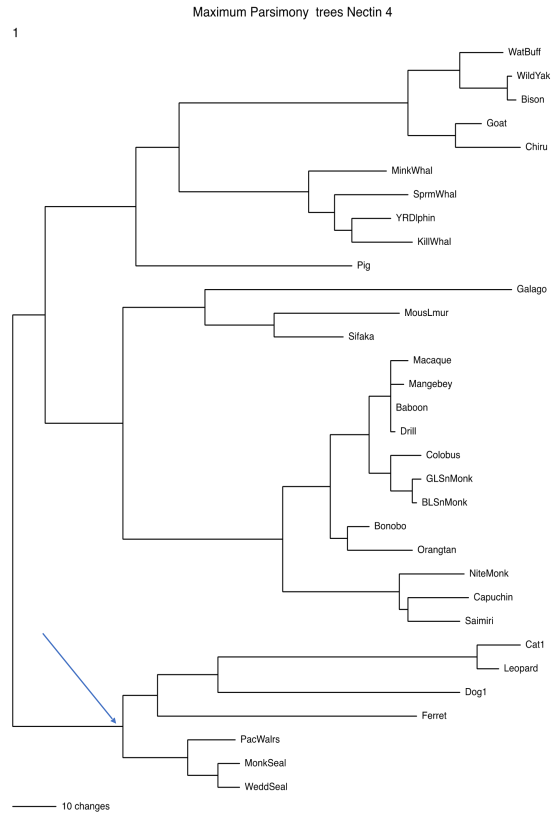 Maximum Parsimony trees Nectin 4
1
WatBuff
WildYak
Bison
Goat
Chiru
MinkWhal
SprmWhal
YRDlphin
KillWhal
Pig
Galago
MousLmur
Sifaka
Macaque
Mangebey
Baboon
Drill
Colobus
GLSnMonk
BLSnMonk
Bonobo
Orangtan
NiteMonk
Capuchin
Saimiri
Cat1
Leopard
Dog1
Ferret
PacWalrs
MonkSeal
WeddSeal
10 changes